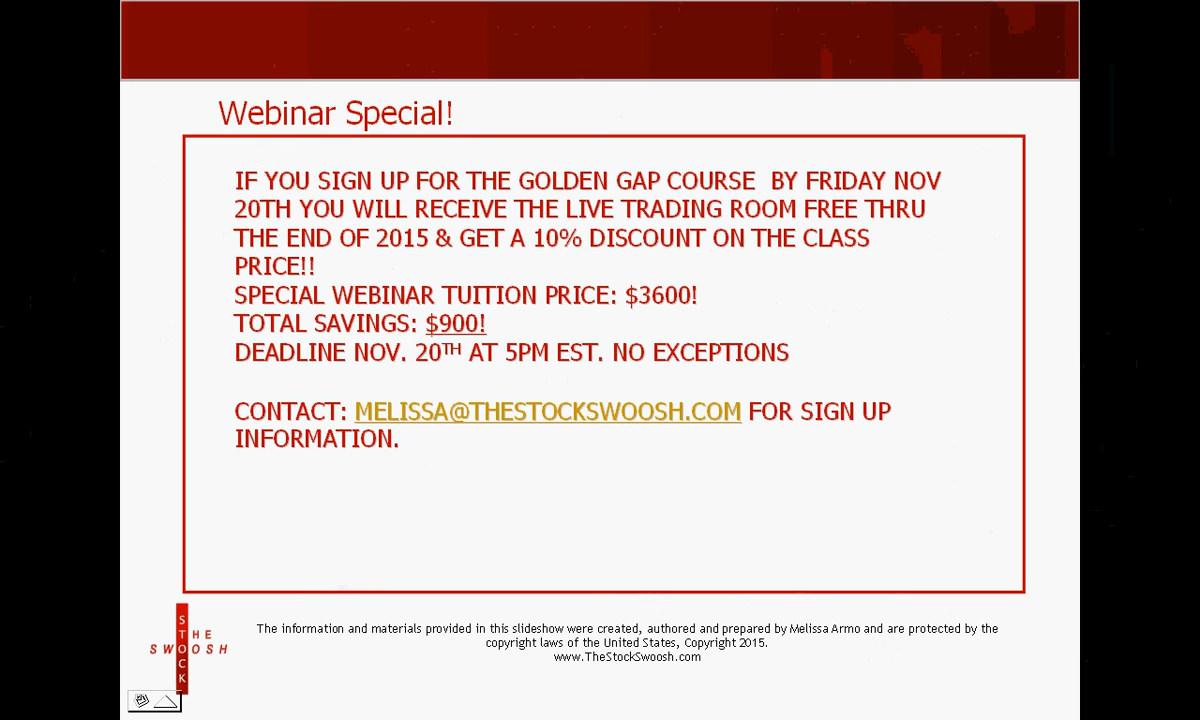 Webinar Special!
IF YOU SIGN UP FOR THE GOLDEN GAP COURSE  BY FRIDAY NOV
20TH YOU WILL RECEIVE THE LIVE TRADING ROOM FREE THRU
THE END OF 2015 & GET A 10% DISCOUNT ON THE CLASS
PRICE!!
SPECIAL WEBINAR TUITION PRICE: $3600!
TOTAL SAVINGS: $900!
DEADLINE NOV. 20TH AT 5PM EST. NO EXCEPTIONS
CONTACT: MELISSA@THESTOCKSWOOSH.COM FOR SIGN UP
INFORMATION.
THE
STOCK
SWOOSH
The information and materials provided in this slideshow were created, authored and prepared by Melissa Armo and are protected by the
copyright laws of the United States, Copyright 2015.
www.TheStockSwoosh.com